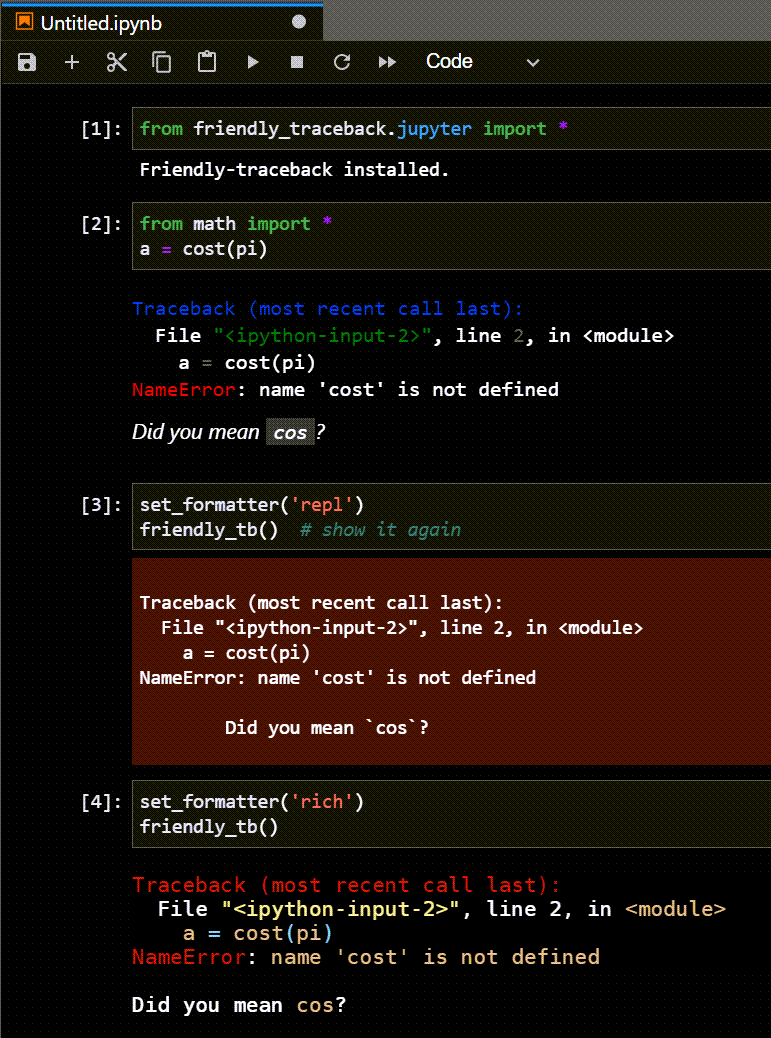 Untitled.ipynb
Code
[1]: from friendly_traceback.jupyter import *
Friendly-traceback installed.
[2]: from math import *
a = cost(pi)
Traceback (most recent call last):
File "<ipython-input-2>", line 2, in <module>
a = cost(pi)
NameError: name 'cost' is not defined
Did you mean cos?
[3]: set_formatter('repl')
friendly_tb()  # show it again
Traceback (most recent call last):
File "<ipython-input-2>", line 2, in <module>
a = cost(pi)
NameError: name 'cost' is not defined
Did you mean `cos`?
[4]: set_formatter('rich')
friendly_tb()
Traceback (most recent call last):
File "<ipython-input-2>", line 2, in <module>
a = cost(pi)
NameError: name 'cost' is not defined
Did you mean cos?